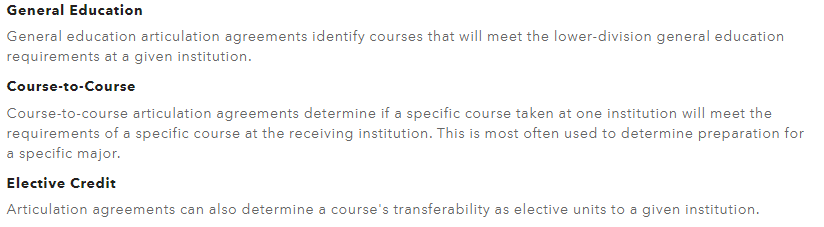 General Education
General education articulation agreements identify courses that will meet the lower-division general education
requirements at a given institution.
Course-to-Course
Course-to-course articulation agreements determine if a specific course taken at one institution will meet the
requirements of a specific course at the receiving institution. This is most often used to determine preparation for
a specific major.
Elective Credit
Articulation agreements can also determine a course's transferability as elective units to a given institution.